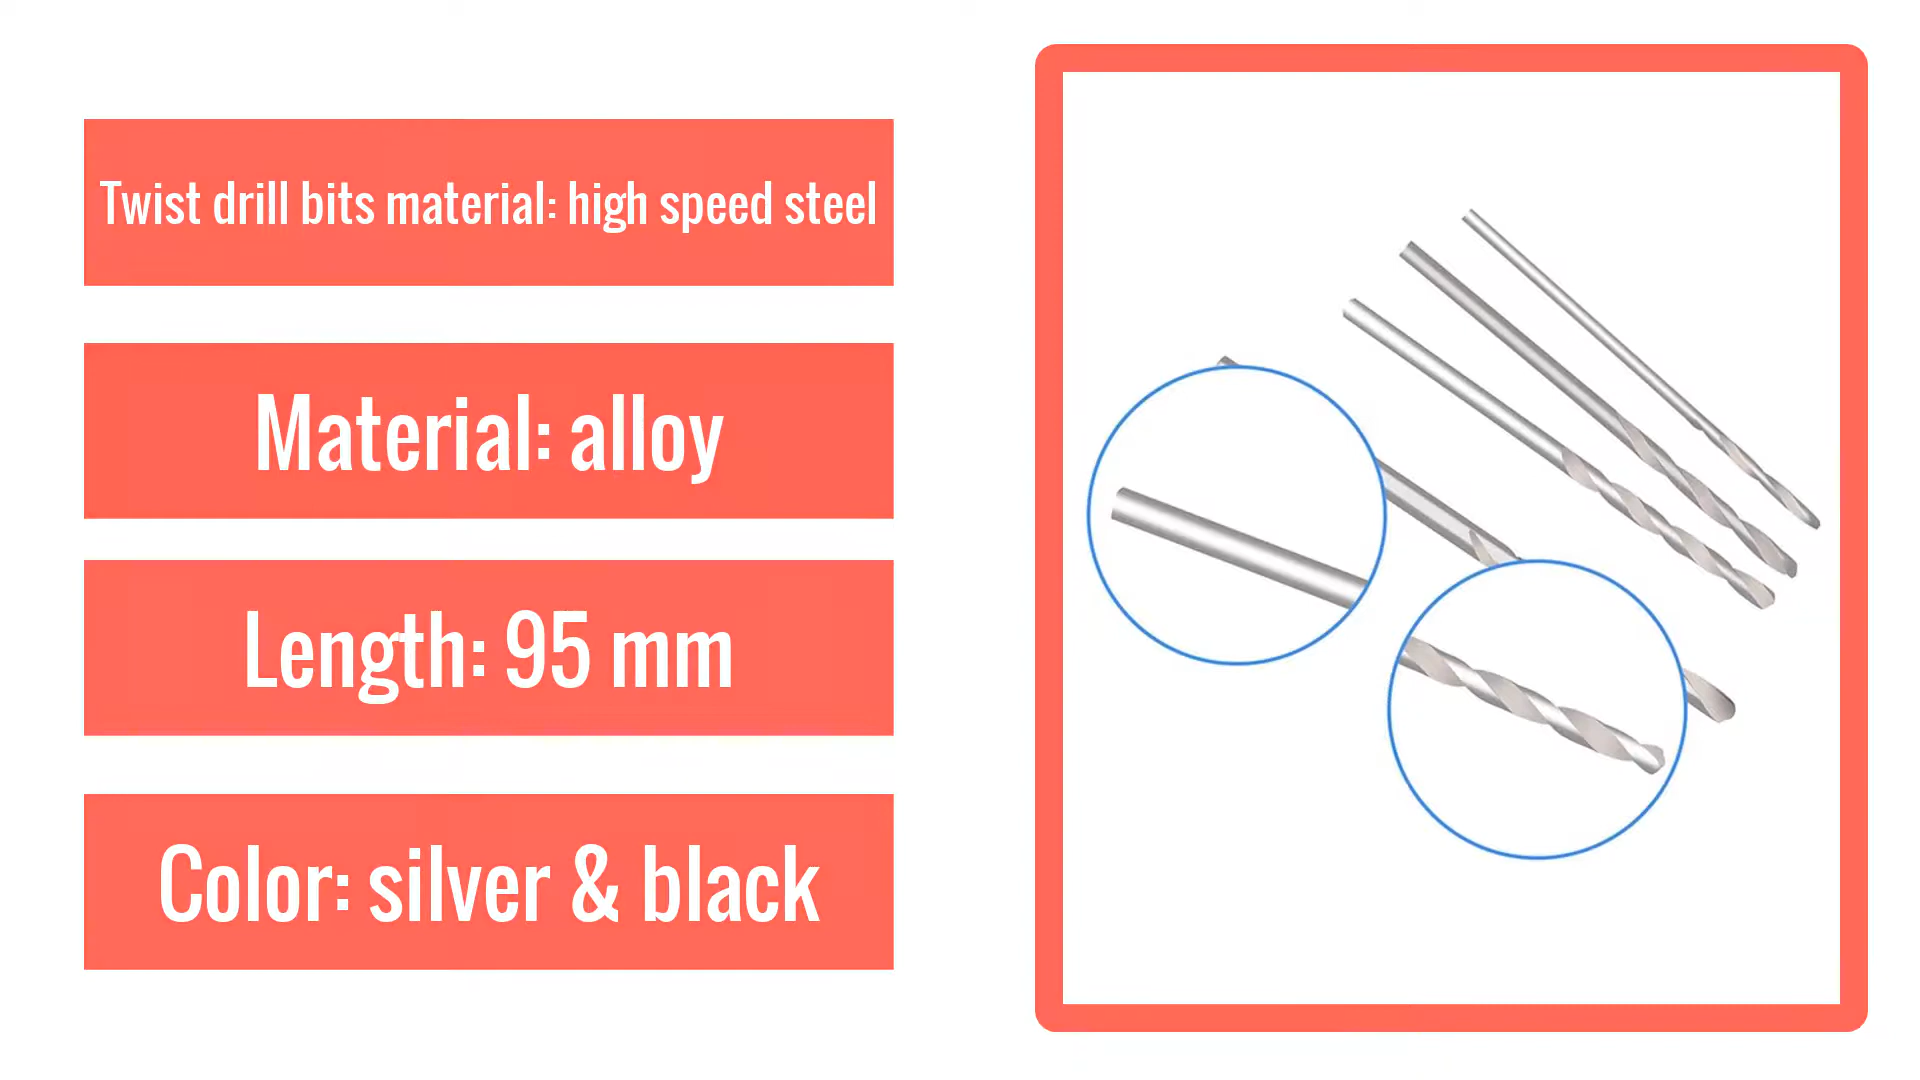 Twist drill bits material: high speed steel
Material: alloy
Length: 95 mm
Color: silver & black